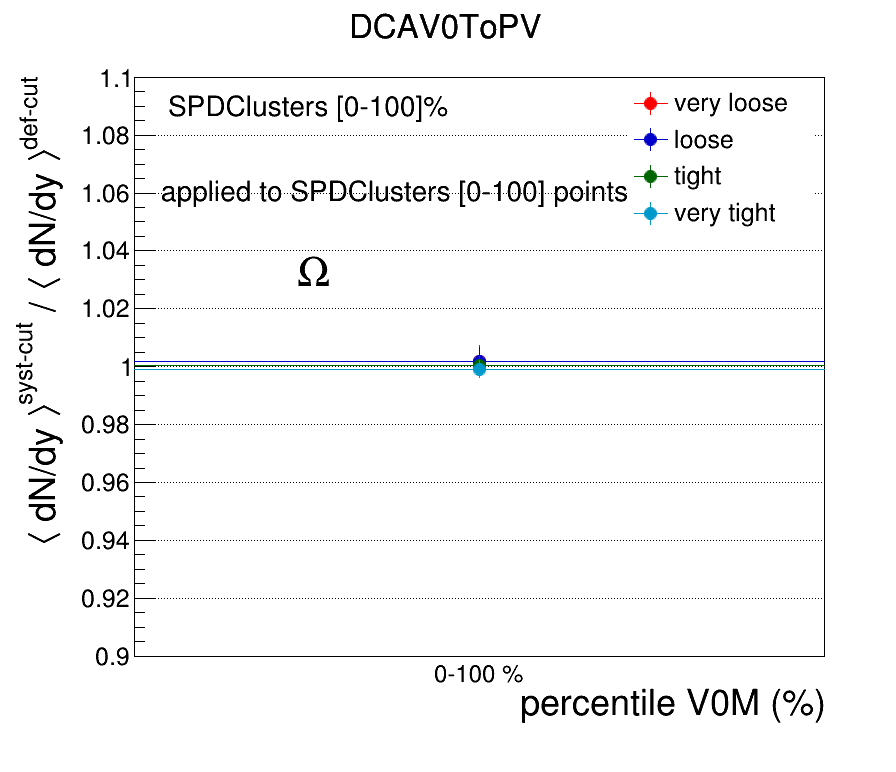 DCAV0ToPV
⟨ dN/dy ⟩^syst-cut / ⟨ dN/dy ⟩^def-cut
1.1
1.08
1.06
1.04
1.02
1
0.98
0.96
0.94
0.92
0.9
SPDClusters [0-100]%
applied to SPDClusters [0-100] points
Ω
very loose
loose
tight
very tight
0-100 %
percentile V0M (%)